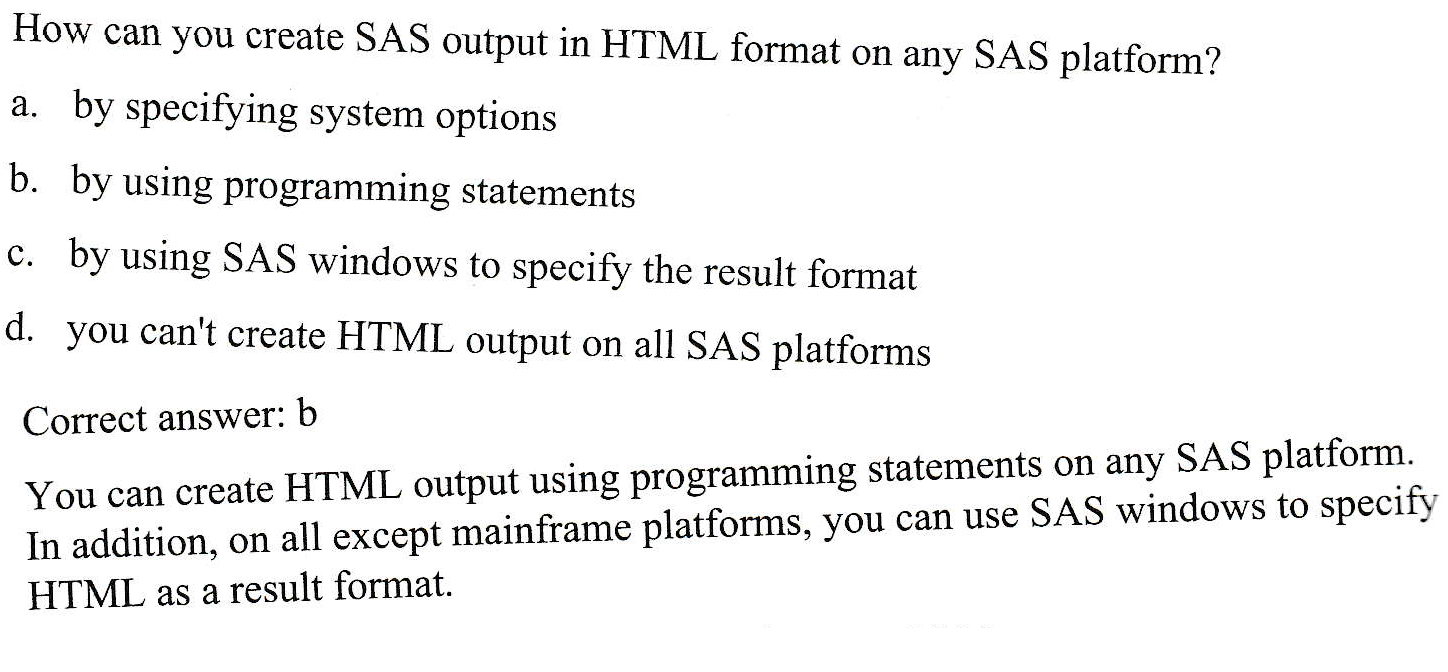 How can you create SAS output in HTML format on any SAS platform?
a. by specifying system options
b. by using programming statements
c. by using SAS windows to specify the result format
d. you can't create HTML output on all SAS platforms
Correct answer: b
You can create HTML output using programming statements on any SAS platform.
In addition, on all except mainframe platforms, you can use SAS windows to specify
HTML as a result format.